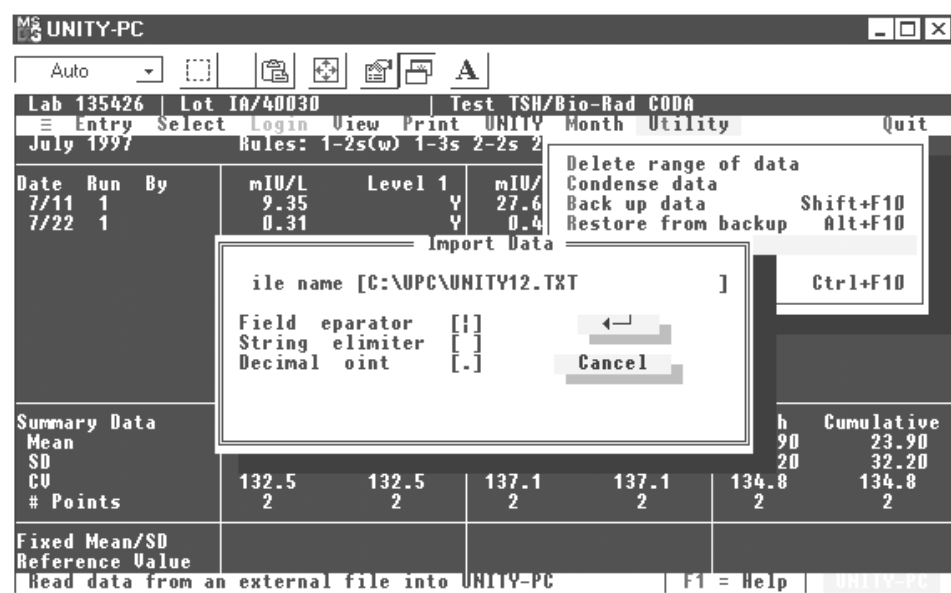 MS DS UNITY-PC
Auto A
Lab 135426 | Lot IA/40030 | Test TSH/Bio-Rad CODA
≡ Entry Select Login View Print UNITY Month Utility Quit
July 1997 Rules: 1-2s(w) 1-3s 2-2s 2
Delete range of data
Condense data
Back up data Shift+F10
Restore from backup Alt+F10
Ctrl+F10
Date Run By mIU/L Level 1 mIU/
7/11 1 9.35 Y 27.6
7/22 1 0.31 Y 0.4
Import Data
ile name [C:\UPC\UNITY12.TXT ]
Field eparator [¦]
String elimiter [ ]
Decimal oint [.]
Cancel
Summary Data h Cumulative
Mean 90 23.90
SD 20 32.20
CV 132.5 132.5 137.1 137.1 134.8 134.8
# Points 2 2 2 2 2 2
Fixed Mean/SD
Reference Value
Read data from an external file into UNITY-PC | F1 = Help | UNITY-PC